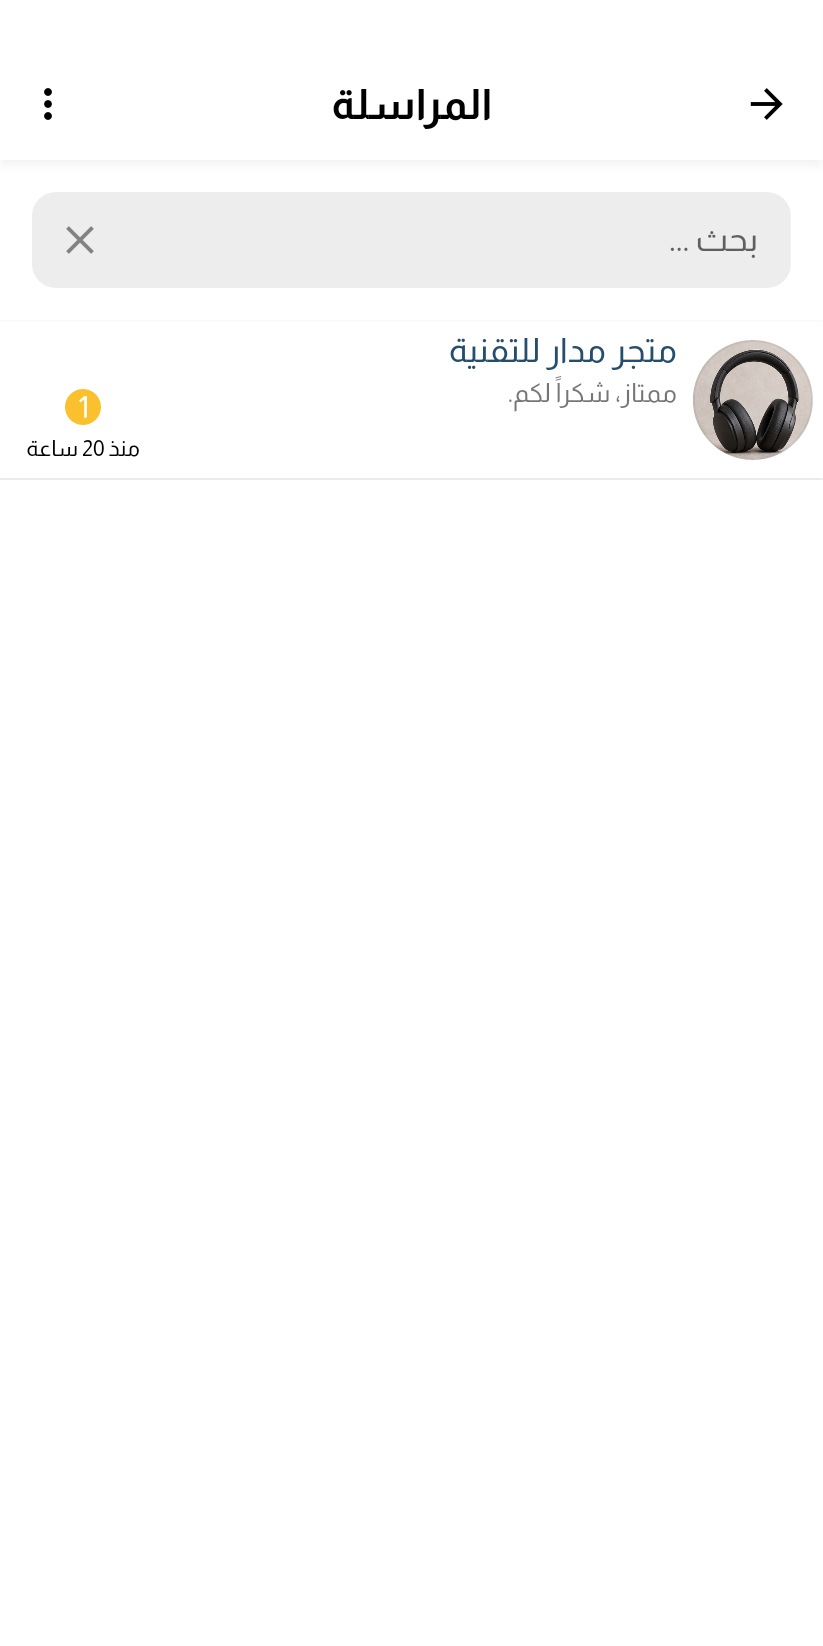 المراسلة
بحث ...
متجر مدار للتقنية
ممتاز، شكراً لكم.
1
منذ 20 ساعة